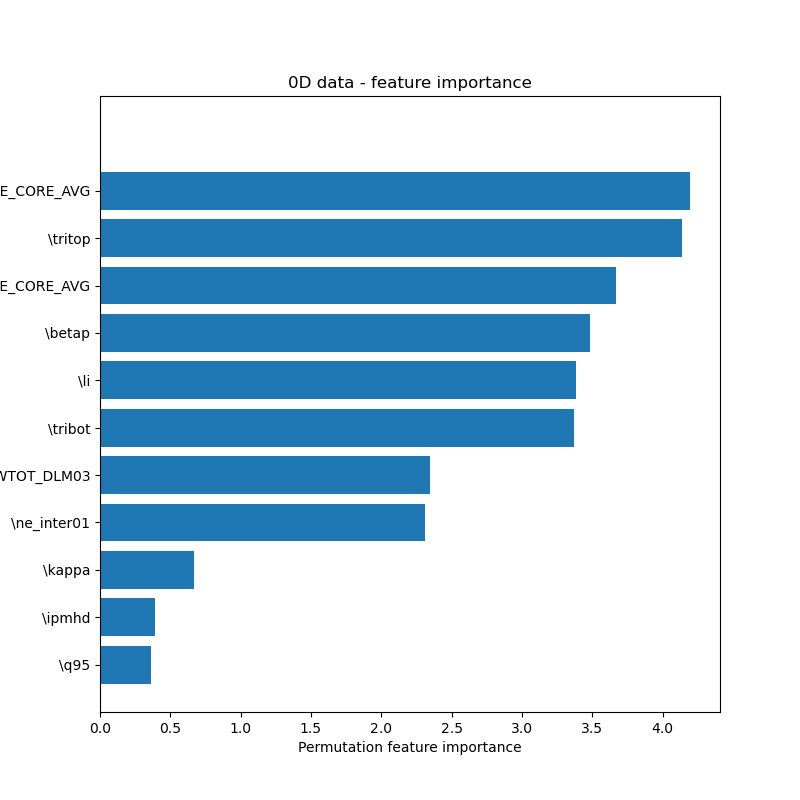 0D data - feature importance
E_CORE_AVG
\tritop
E_CORE_AVG
\betap
\li
\tribot
WTOT_DLM03
\ne_inter01
\kappa
\ipmhd
\q95
0.0 0.5 1.0 1.5 2.0 2.5 3.0 3.5 4.0
Permutation feature importance